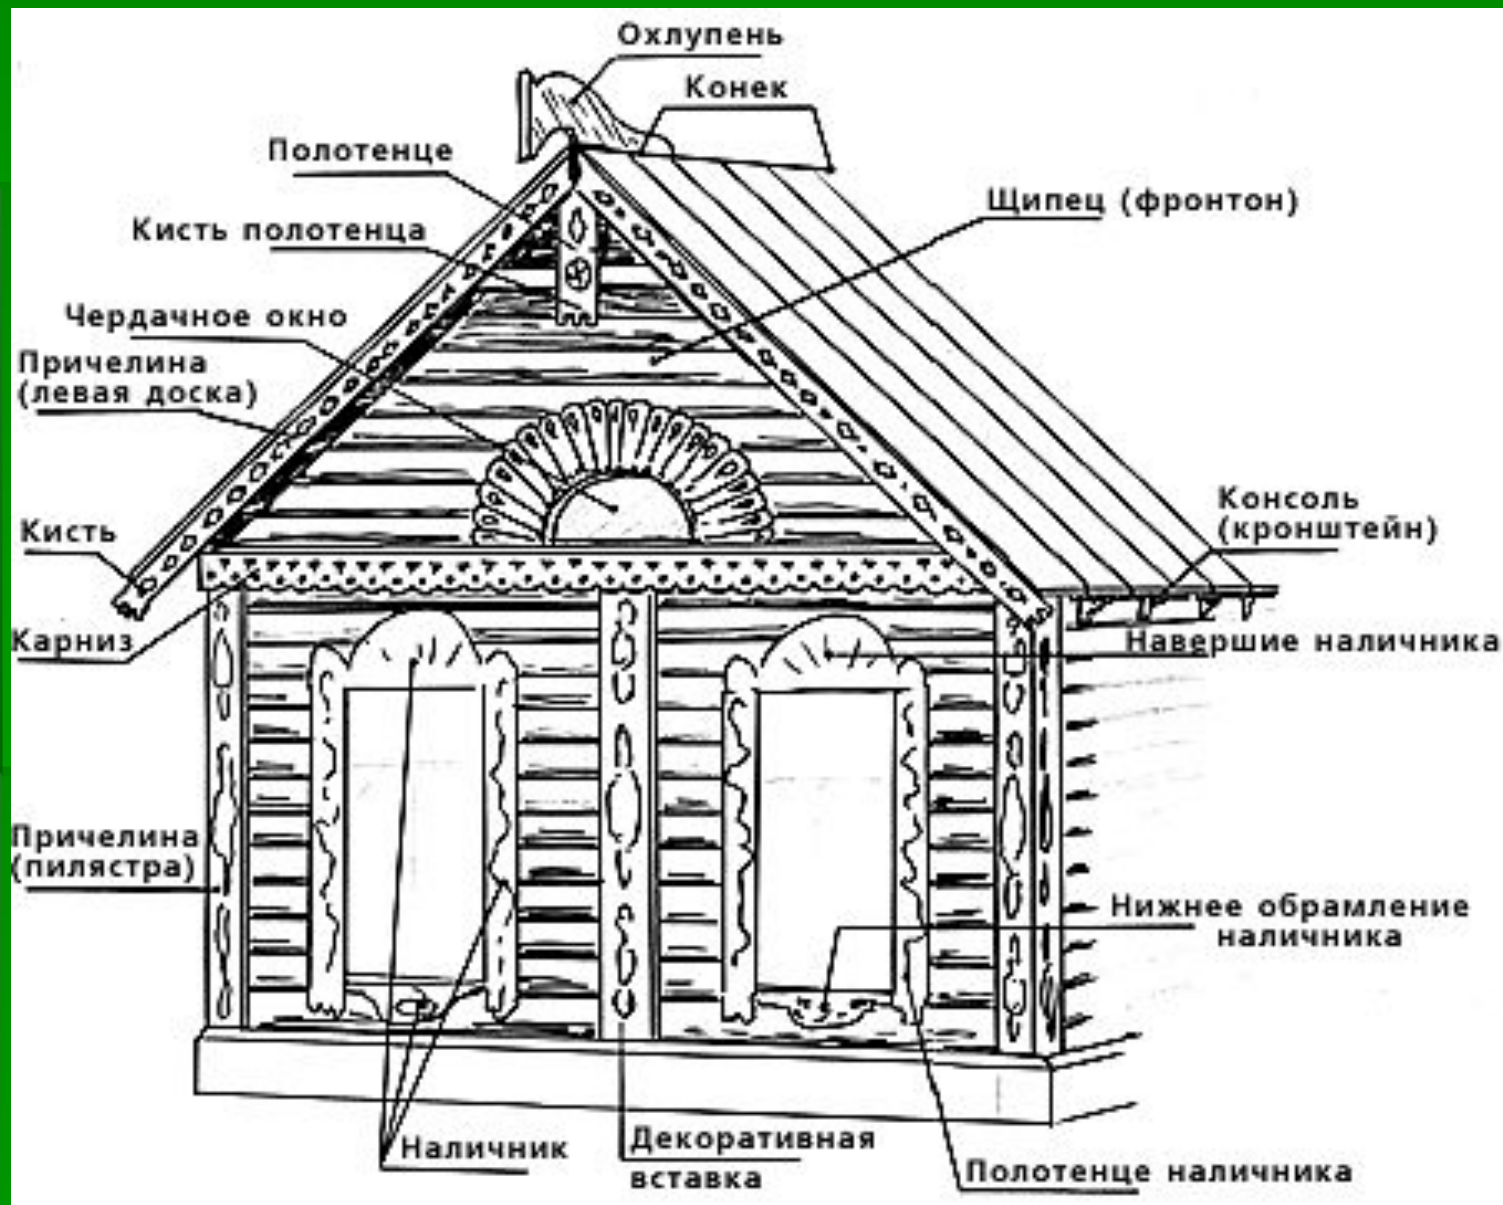 Охлупень
Конек
Полотенце
Щипец (фронтон)
Кисть полотенца
Чердачное окно
Причелина
(левая доска)
Консоль
(кронштейн)
Кисть
Карниз
Навершие наличника
Причелина
(пилястра)
Нижнее обрамление
наличника
Наличник
Декоративная
вставка
Полотенце наличника